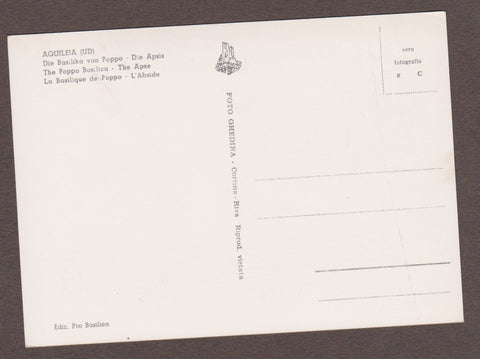 AQUILEIA (UD)
Die Basilika von Poppo - Die Apsis
The Poppo Basilica - The Apse
La Basilique de Poppo - L'Abside
vera
fotografia
g C
FOTO GHEDINA - Cortina - Riva Riprod. vietata
Ediz. Pro Basilica